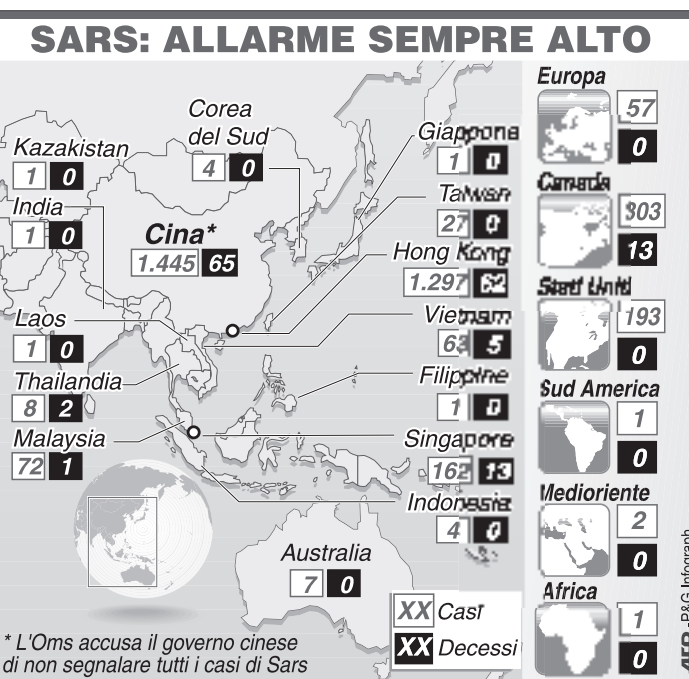 SARS: ALLARME SEMPRE ALTO
Kazakistan
1 0
India
1 0
Corea
del Sud
4 0
Cina*
1.445 65
Laos
1 0
Thailandia
8 2
Malaysia
72 1
Giappone
1 0
Taiwan
27 0
Hong Kong
1.297
Vietnam
63 5
Filippine
1 0
Singapore
162 13
Indonesia
4 0
Australia
7 0
XX Casi
XX Decessi
* L'Oms accusa il governo cinese
di non segnalare tutti i casi di Sars
Europa
57
0
Canada
303
13
Stati Uniti
193
0
Sud America
1
0
Medioriente
2
0
Africa
1
0
AFP -P&G Infograph